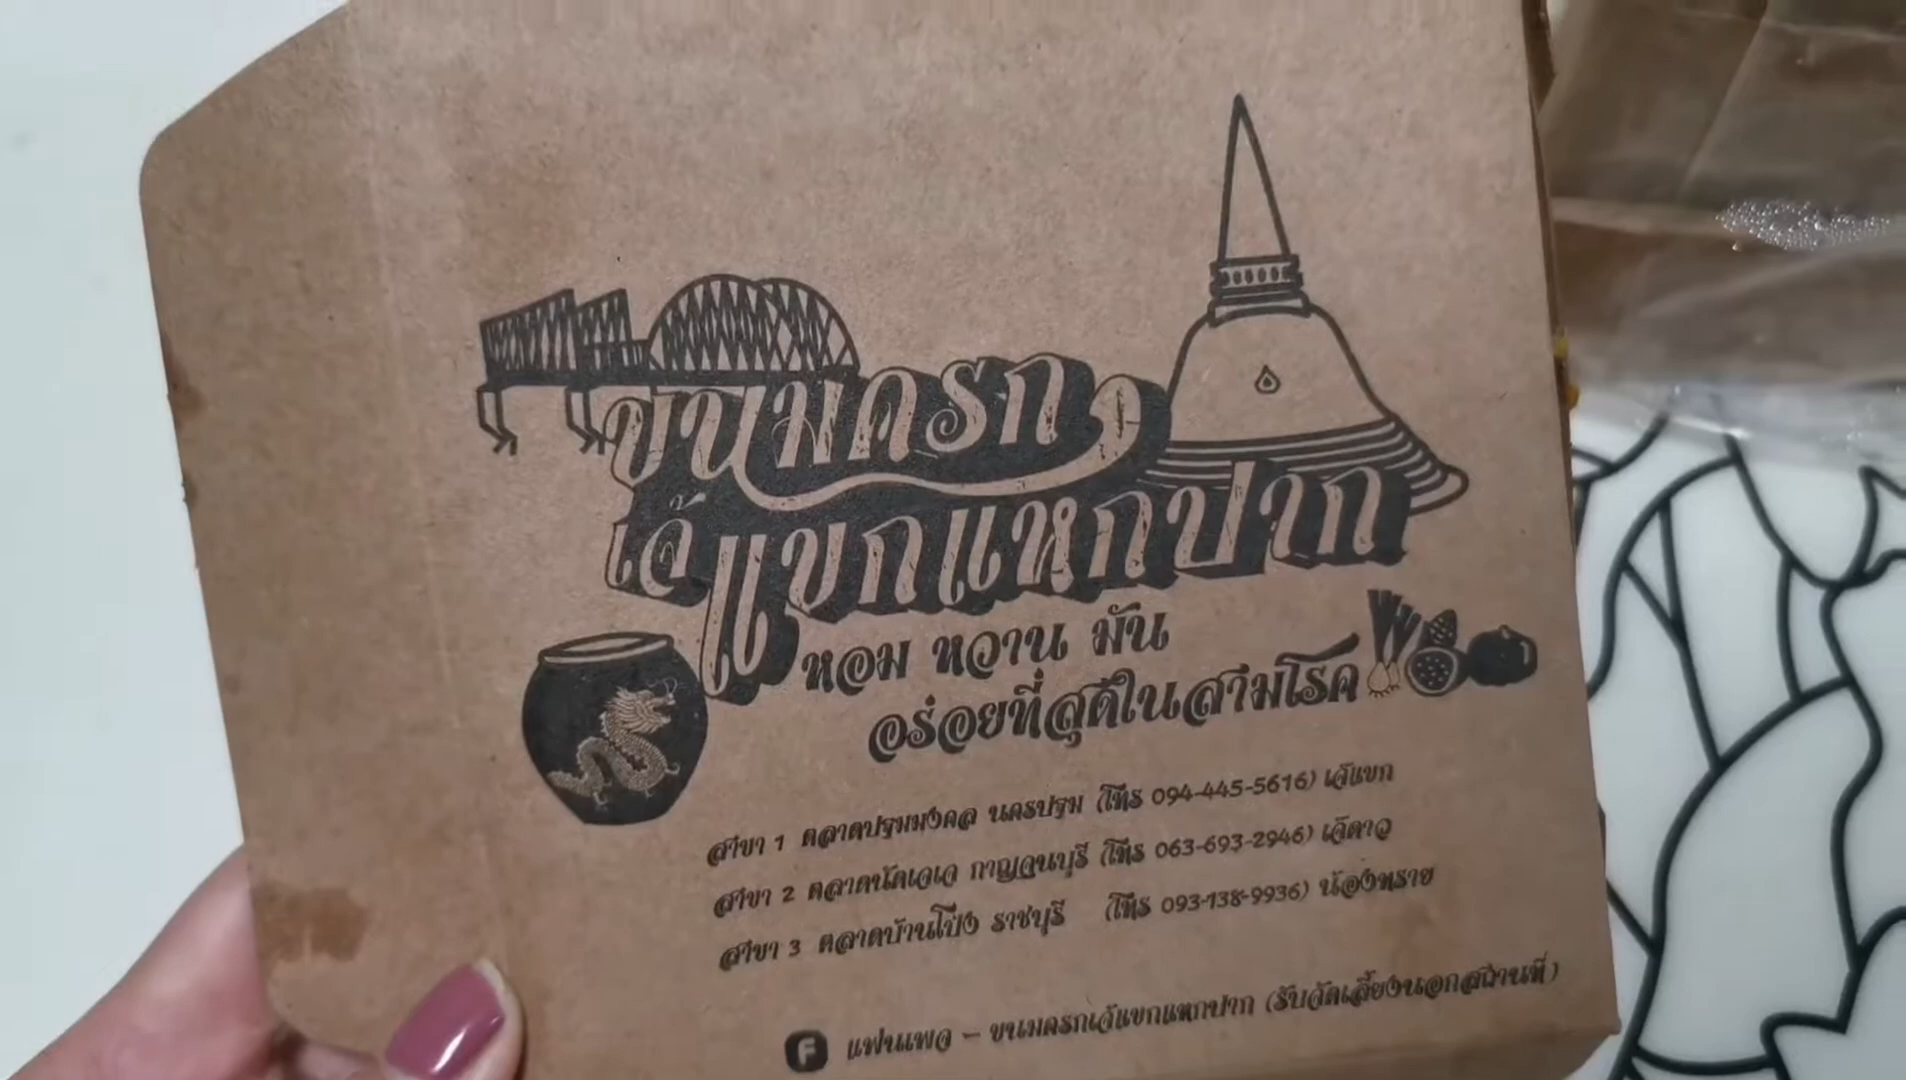 ขนมครก
เจ๊แขกแหกปาก
หอม หวาน มัน
อร่อยที่สุดในสามโรค
สาขา 1 ตลาดปฐมมงคล นครปฐม (โทร 094-445-5616) เจ๊แขก
สาขา 2 ตลาดนัดเจเจ กาญจนบุรี (โทร 063-693-2946) เจ๊ดาว
สาขา 3 ตลาดบ้านโป่ง ราชบุรี (โทร 093-138-9936) น้องทราย
แฟนเพจ - ขนมครกเจ๊แขกแหกปาก (รับจัดเลี้ยงนอกสถานที่)